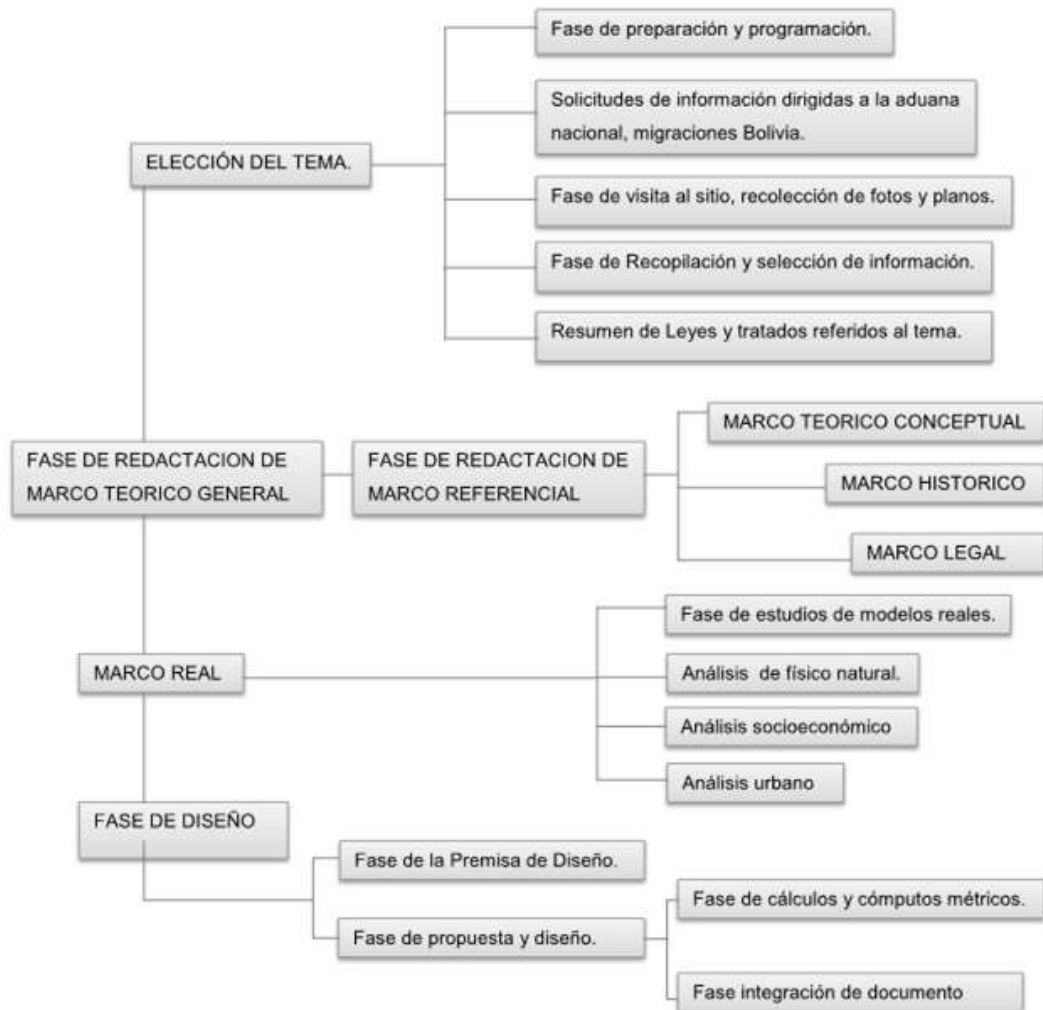 Fase de preparación y programación.
Solicitudes de información dirigidas a la aduana
nacional, migraciones Bolivia.
ELECCIÓN DEL TEMA.
Fase de visita al sitio, recolección de fotos y planos.
Fase de Recopilación y selección de información.
Resumen de Leyes y tratados referidos al tema.
FASE DE REDACTACION DE
MARCO TEORICO GENERAL
FASE DE REDACTACION DE
MARCO REFERENCIAL
MARCO TEORICO CONCEPTUAL
MARCO HISTORICO
MARCO LEGAL
MARCO REAL
Fase de estudios de modelos reales.
Análisis de físico natural.
Análisis socioeconómico
Análisis urbano
FASE DE DISEÑO
Fase de la Premisa de Diseño.
Fase de propuesta y diseño.
Fase de cálculos y cómputos métricos.
Fase integración de documento